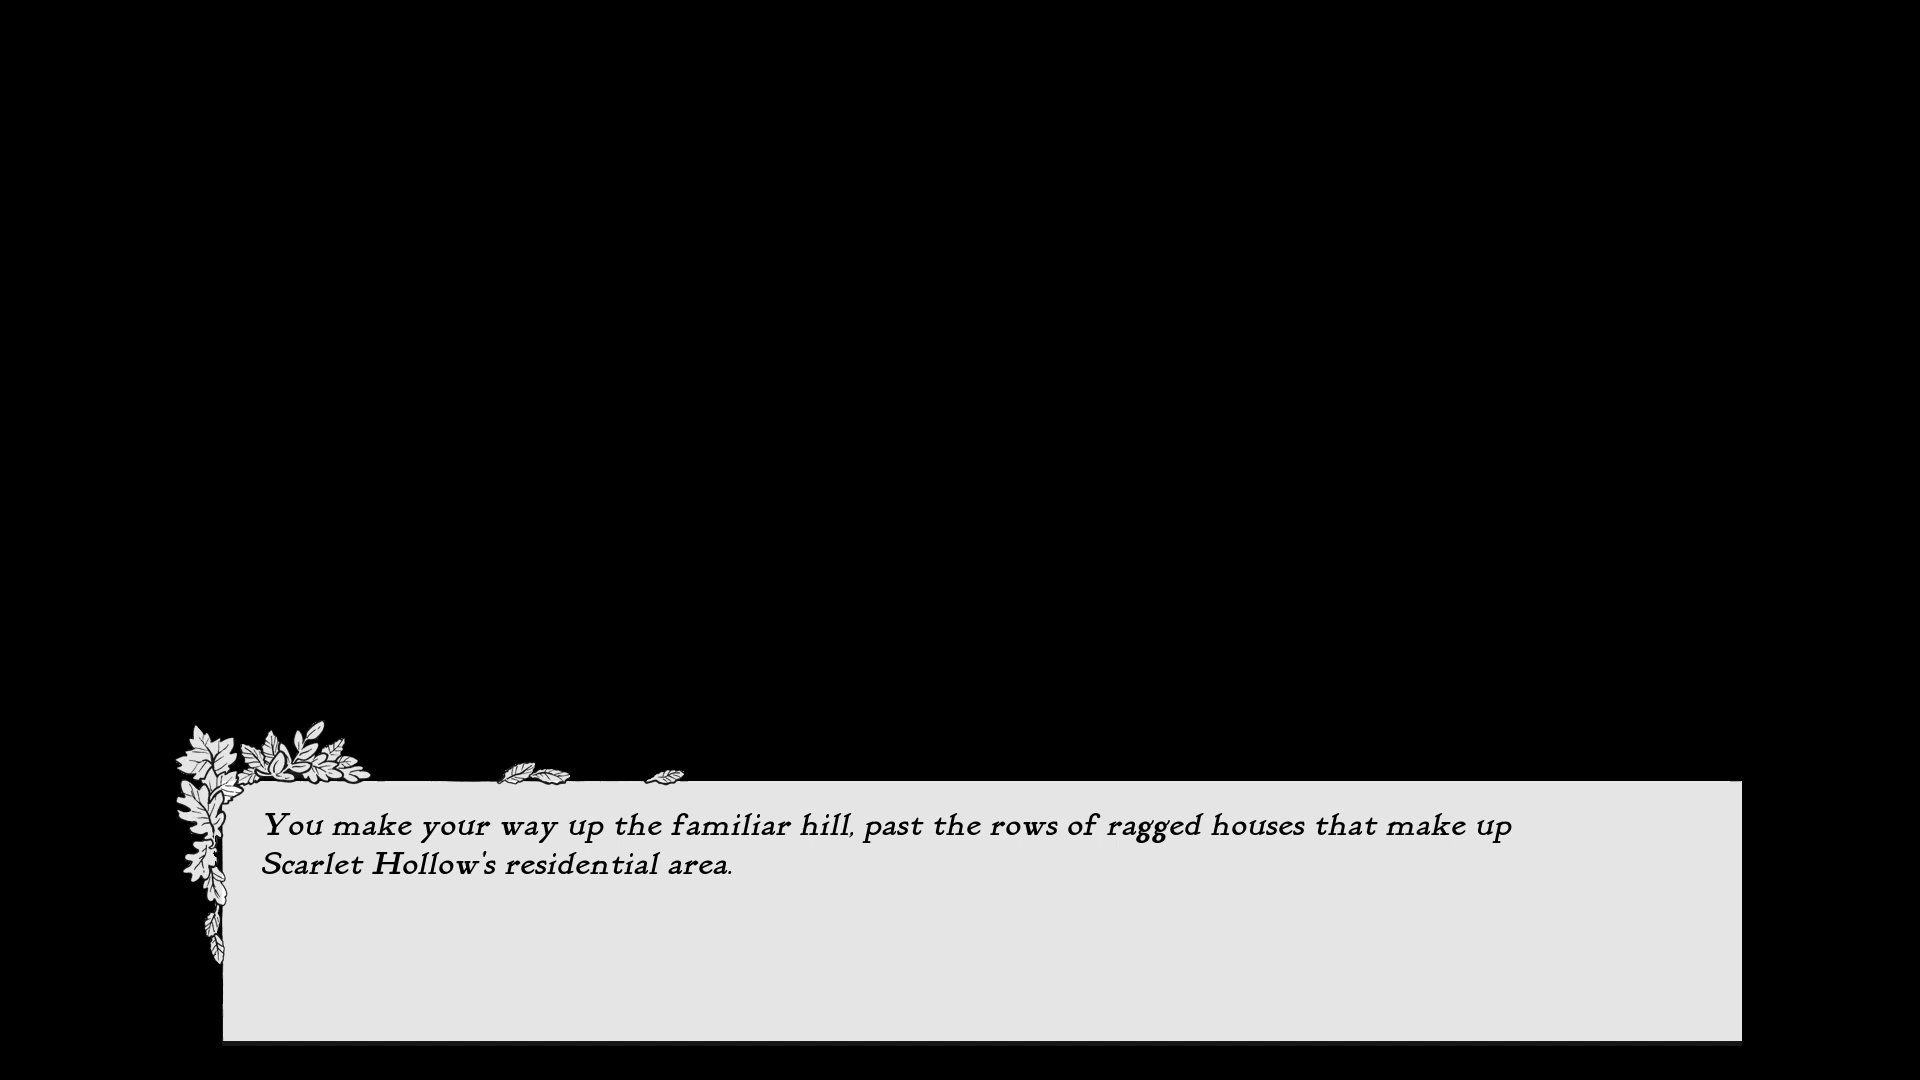 You make your way up the familiar hill, past the rows of ragged houses that make up
Scarlet Hollow's residential area.